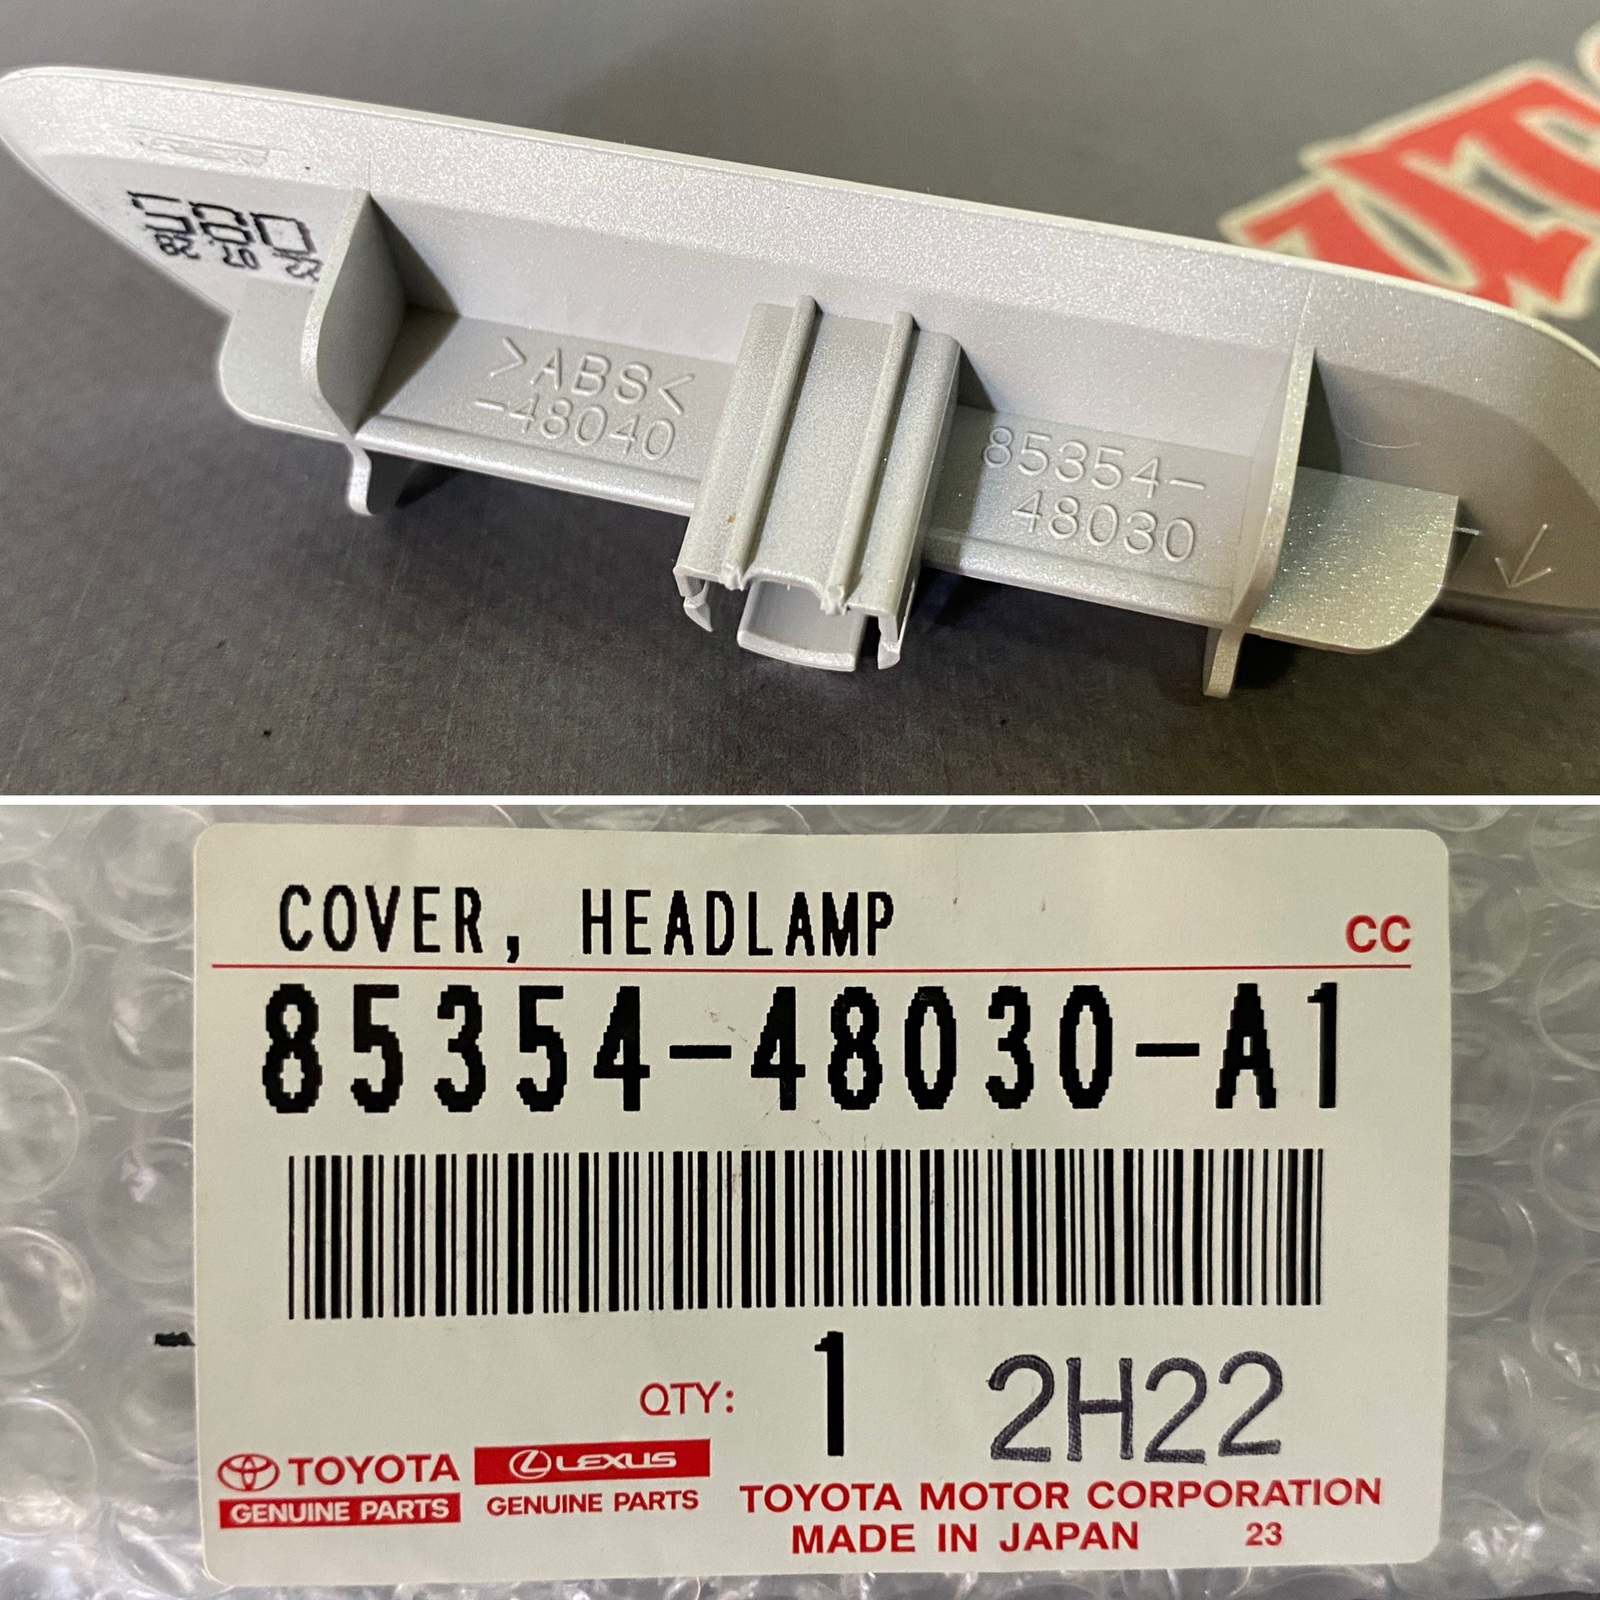 >ABS<
-48040
85354-
48030
COVER, HEADLAMP
CC
85354-48030-A1
QTY: 1 2H22
TOYOTA
GENUINE PARTS
LEXUS
GENUINE PARTS
TOYOTA MOTOR CORPORATION
MADE IN JAPAN 23